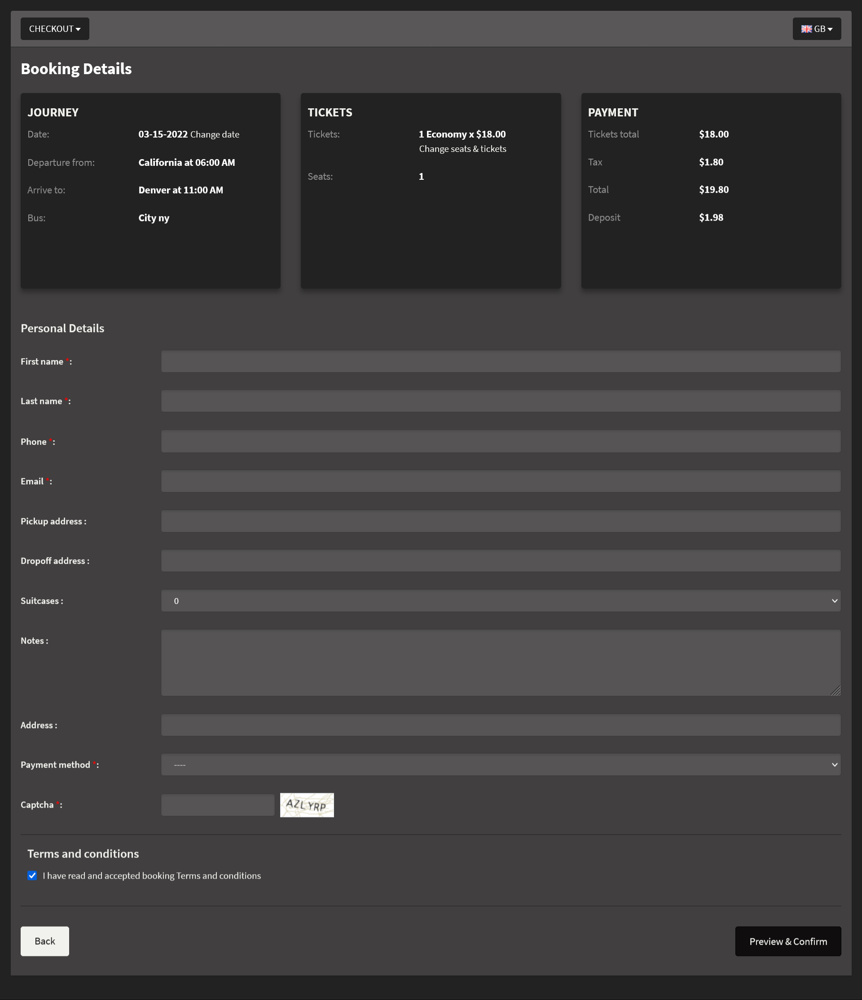 CHECKOUT
GB
Booking Details
JOURNEY
Date: 03-15-2022 Change date
Departure from: California at 06:00 AM
Arrive to: Denver at 11:00 AM
Bus: City ny
TICKETS
Tickets: 1 Economy x $18.00
Change seats & tickets
Seats: 1
PAYMENT
Tickets total $18.00
Tax $1.80
Total $19.80
Deposit $1.98
Personal Details
First name *:
Last name *:
Phone *:
Email *:
Pickup address :
Dropoff address :
Suitcases : 0
Notes :
Address :
Payment method *: ----
Captcha *: AZLYRP
Terms and conditions
I have read and accepted booking Terms and conditions
Back
Preview & Confirm